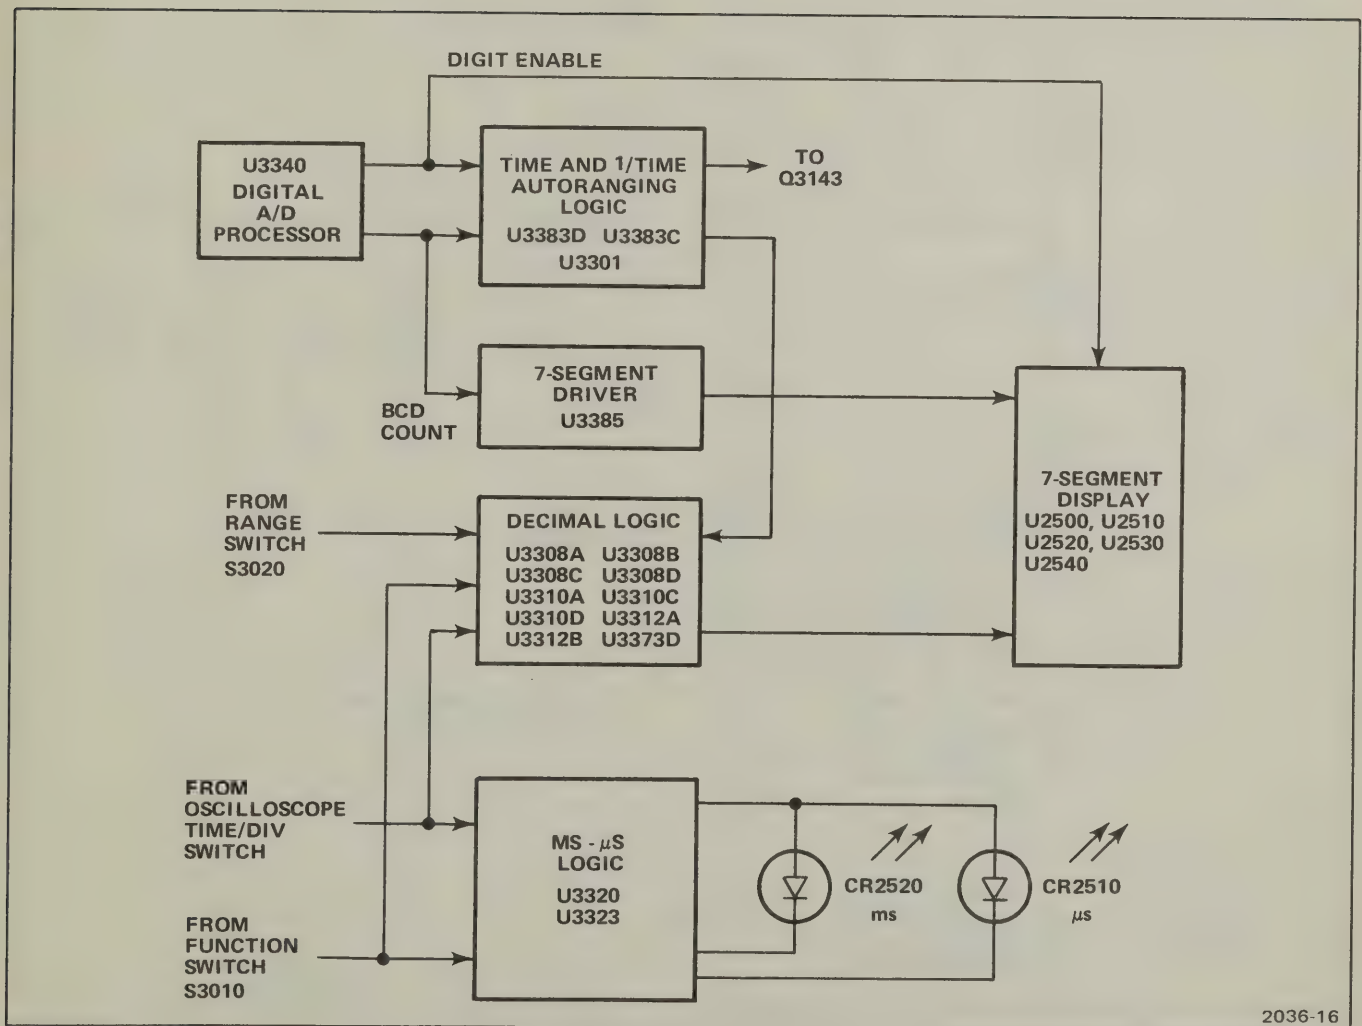 DIGIT ENABLE
U3340
DIGITAL
A/D
PROCESSOR
TIME AND 1/TIME
AUTORANGING
LOGIC
U3383D U3383C
U3301
TO
Q3143
7-SEGMENT
DRIVER
U3385
BCD
COUNT
7-SEGMENT
DISPLAY
U2500, U2510
U2520, U2530
U2540
FROM
RANGE
SWITCH
S3020
DECIMAL LOGIC
U3308A U3308B
U3308C U3308D
U3310A U3310C
U3310D U3312A
U3312B U3373D
FROM
OSCILLOSCOPE
TIME/DIV
SWITCH
MS - μS
LOGIC
U3320
U3323
CR2520
ms
CR2510
μs
FROM
FUNCTION
SWITCH
S3010
2036-16